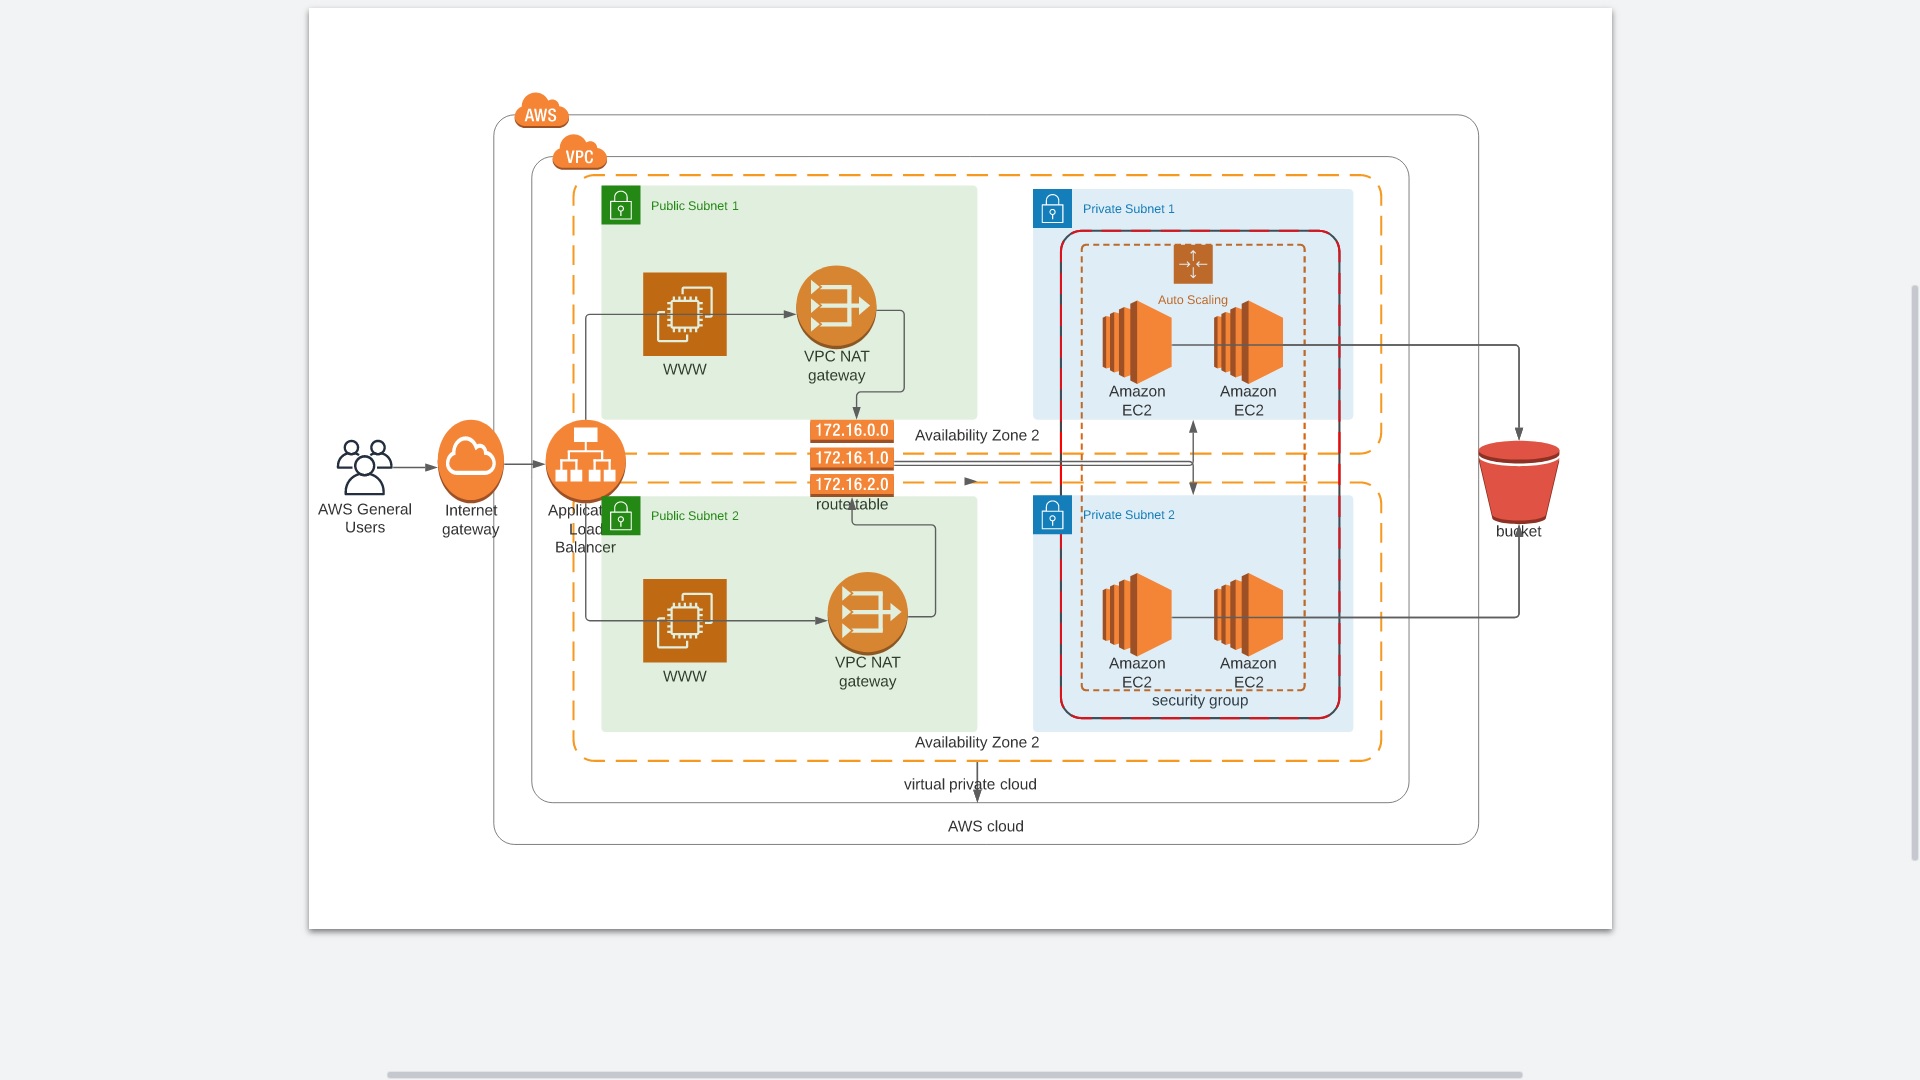 AWS
VPC
Public Subnet 1
Private Subnet 1
Auto Scaling
WWW
VPC NAT
gateway
Amazon
EC2
Amazon
EC2
172.16.0.0
172.16.1.0
172.16.2.0
route table
Availability Zone 2
AWS General
Users
Internet
gateway
Applicat
Load
Balancer
bucket
Public Subnet 2
Private Subnet 2
WWW
VPC NAT
gateway
Amazon
EC2
Amazon
EC2
security group
Availability Zone 2
virtual private cloud
AWS cloud